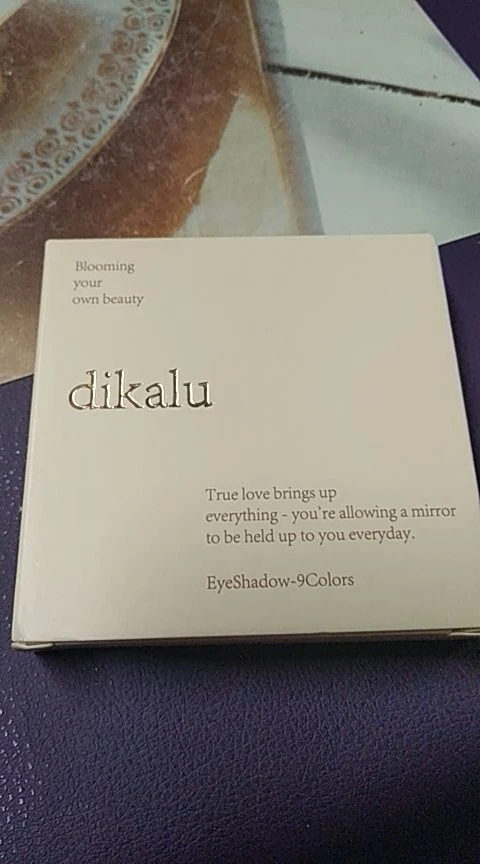 Blooming
your
own beauty
dikalu
True love brings up
everything - you're allowing a mirror
to be held up to you everyday.
EyeShadow-9Colors